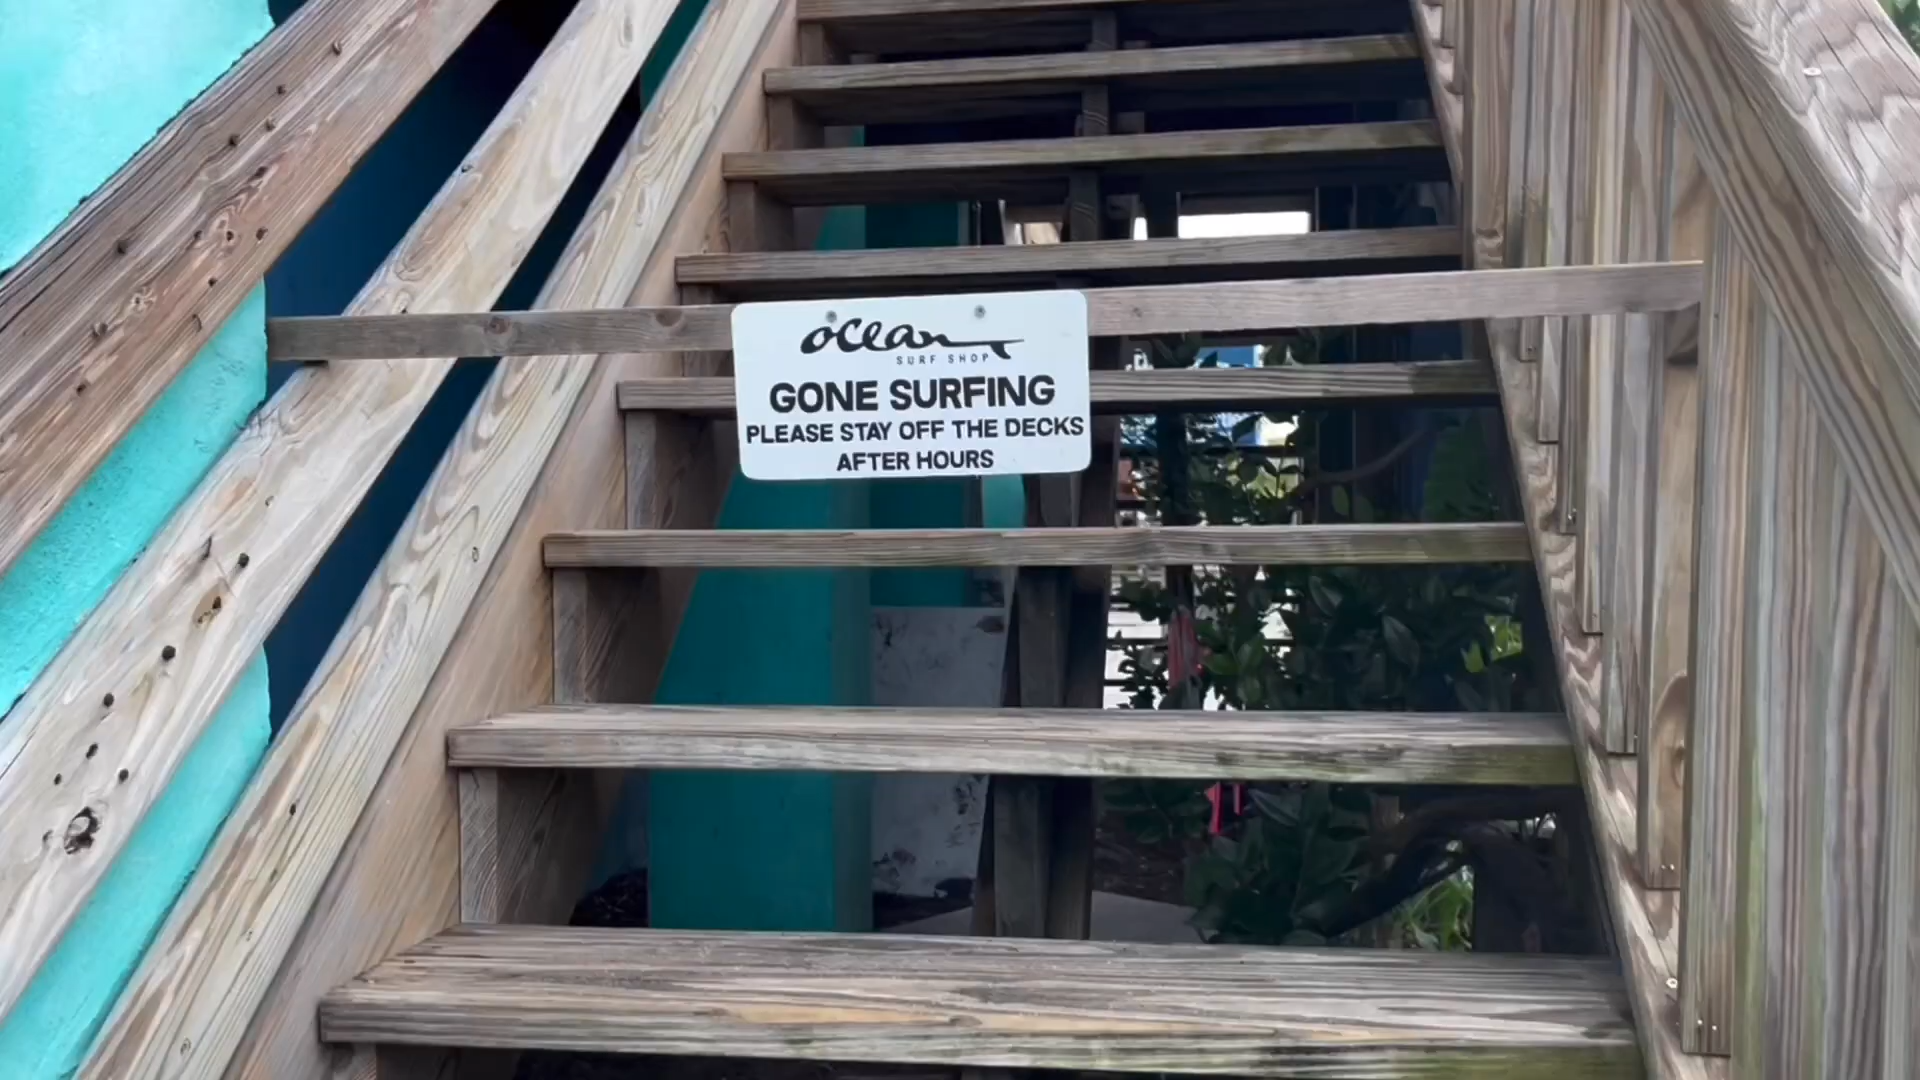 ocean
SURF SHOP
GONE SURFING
PLEASE STAY OFF THE DECKS
AFTER HOURS